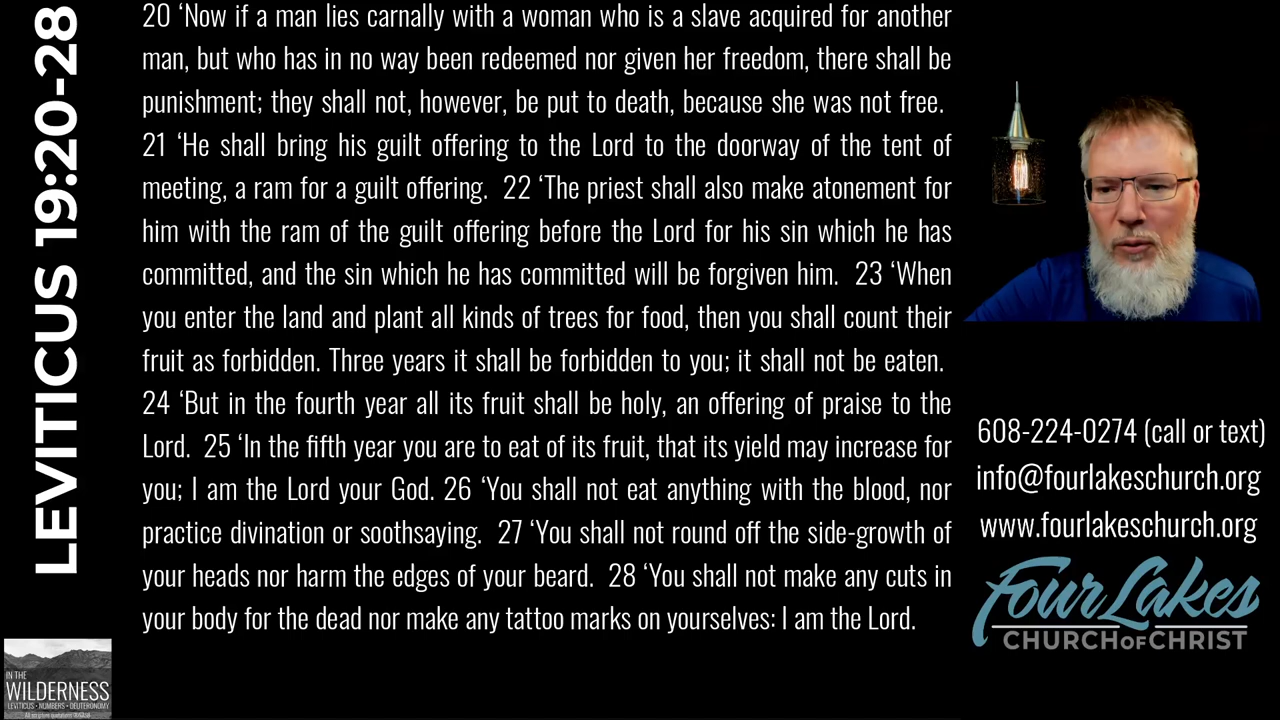 LEVITICUS 19:20-28
20 ‘Now if a man lies carnally with a woman who is a slave acquired for another
man, but who has in no way been redeemed nor given her freedom, there shall be
punishment; they shall not, however, be put to death, because she was not free.
21 ‘He shall bring his guilt offering to the Lord to the doorway of the tent of
meeting, a ram for a guilt offering. 22 ‘The priest shall also make atonement for
him with the ram of the guilt offering before the Lord for his sin which he has
committed, and the sin which he has committed will be forgiven him. 23 ‘When
you enter the land and plant all kinds of trees for food, then you shall count their
fruit as forbidden. Three years it shall be forbidden to you; it shall not be eaten.
24 ‘But in the fourth year all its fruit shall be holy, an offering of praise to the
Lord. 25 ‘In the fifth year you are to eat of its fruit, that its yield may increase for
you; I am the Lord your God. 26 ‘You shall not eat anything with the blood, nor
practice divination or soothsaying. 27 ‘You shall not round off the side-growth of
your heads nor harm the edges of your beard. 28 ‘You shall not make any cuts in
your body for the dead nor make any tattoo marks on yourselves: I am the Lord.
608-224-0274 (call or text)
info@fourlakeschurch.org
www.fourlakeschurch.org
Four Lakes
CHURCH OF CHRIST
IN THE
WILDERNESS
LEVITICUS • NUMBERS • DEUTERONOMY